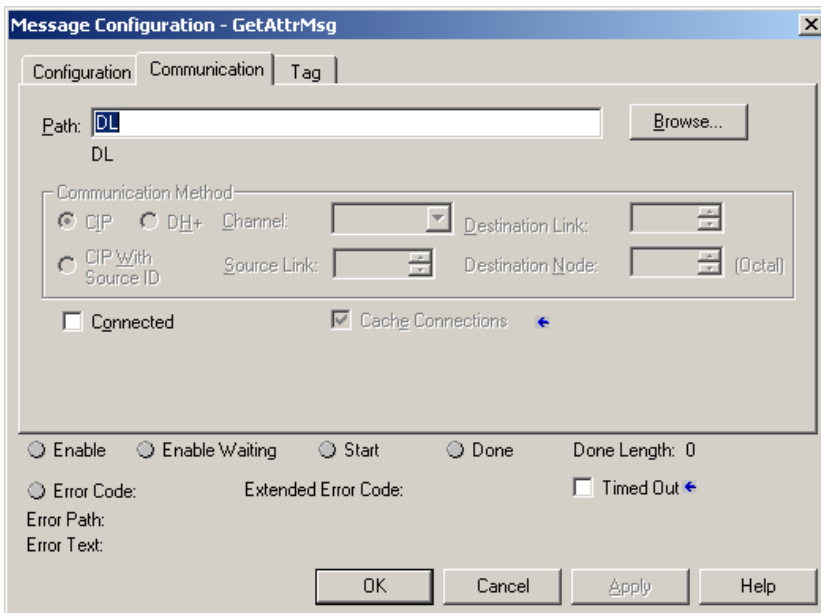 Message Configuration - GetAttrMsg
Configuration Communication Tag
Path: DL Browse...
DL
Communication Method
CIP DH+ Channel: Destination Link:
CIP With Source ID Source Link: Destination Node: (Octal)
Connected Cache Connections
Enable Enable Waiting Start Done Done Length: 0
Error Code: Extended Error Code: Timed Out
Error Path:
Error Text:
OK Cancel Apply Help